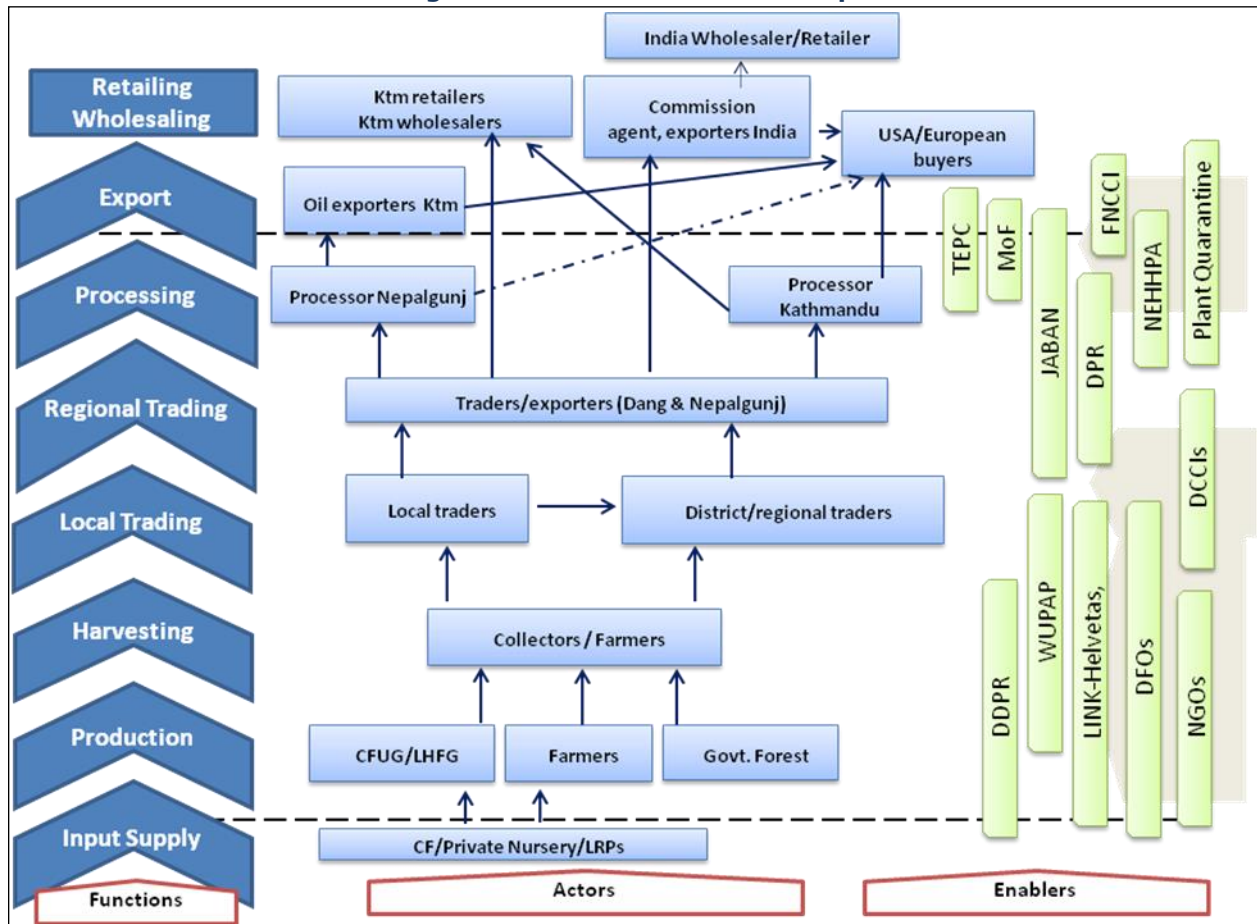 India Wholesaler/Retailer
Retailing
Wholesaling
Ktm retailers
Ktm wholesalers
Commission
agent, exporters India
USA/European
buyers
Export
Oil exporters Ktm
Processing
Processor Nepalgunj
Processor
Kathmandu
Regional Trading
Traders/exporters (Dang & Nepalgunj)
Local Trading
Local traders
District/regional traders
Harvesting
Collectors / Farmers
Production
CFUG/LHFG
Farmers
Govt. Forest
Input Supply
CF/Private Nursery/LRPs
TEPC
MoF
JABAN
FNCCI
DPR
NEHHPA
Plant Quarantine
DCCIs
DDPR
WUPAP
LINK-Helvetas,
DFOs
NGOs
Functions
Actors
Enablers